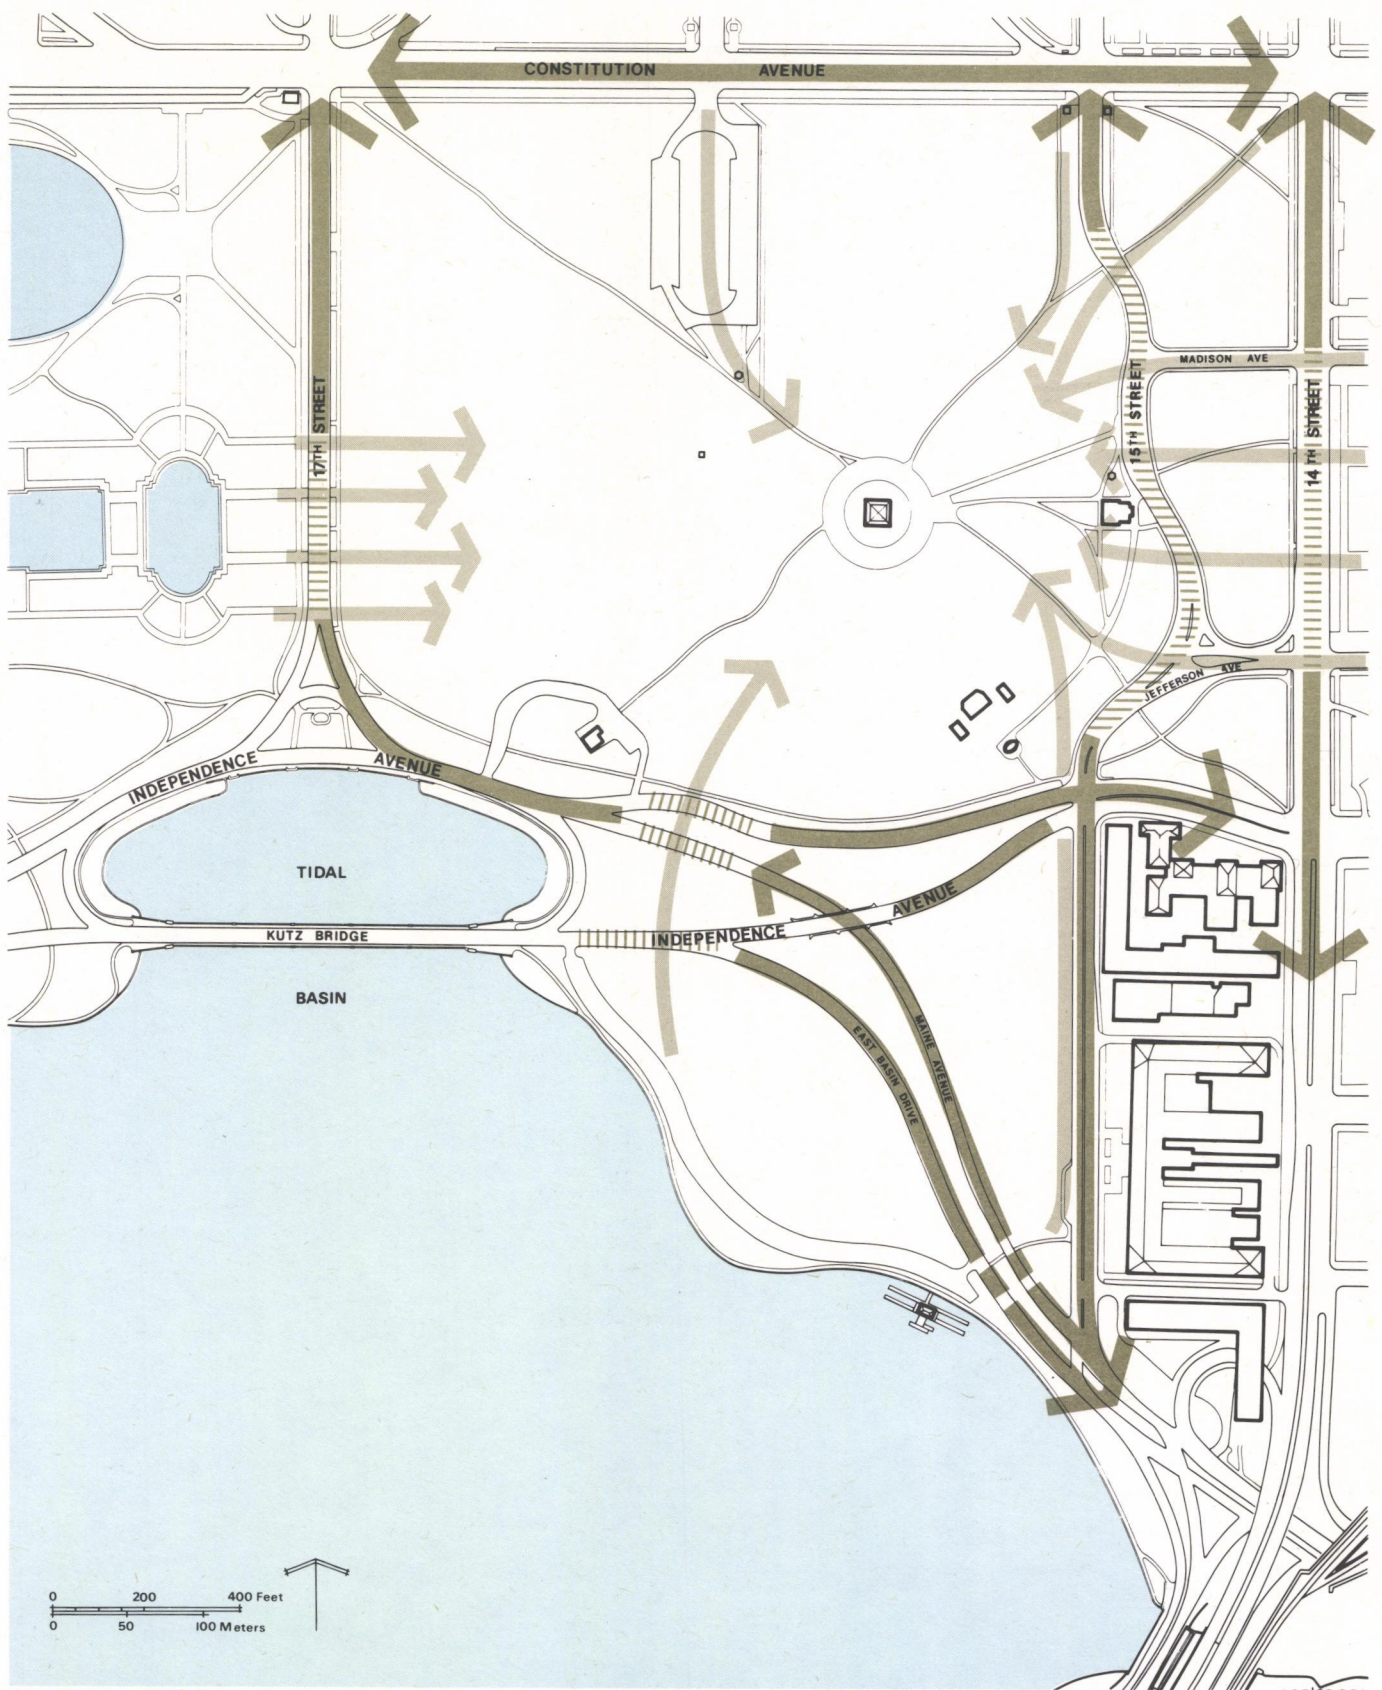 CONSTITUTION AVENUE
MADISON AVE
17TH STREET
15TH STREET
14TH STREET
JEFFERSON AVE
INDEPENDENCE AVENUE
TIDAL
KUTZ BRIDGE
INDEPENDENCE AVENUE
BASIN
EAST BASIN DRIVE
MAINE AVENUE
0 200 400 Feet
0 50 100 Meters